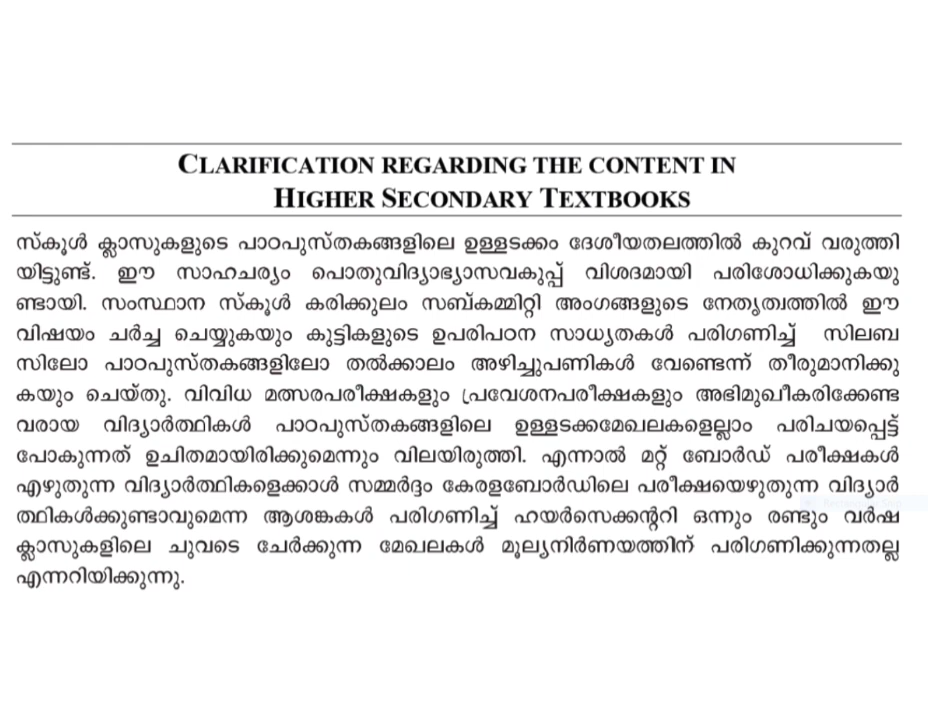 CLARIFICATION REGARDING THE CONTENT IN
HIGHER SECONDARY TEXTBOOKS
സ്കൂൾ ക്ലാസുകളുടെ പാഠപുസ്തകങ്ങളിലെ ഉള്ളടക്കം ദേശീയതലത്തിൽ കുറവ് വരുത്തി
യിട്ടുണ്ട്. ഈ സാഹചര്യം പൊതുവിദ്യാഭ്യാസവകുപ്പ് വിശദമായി പരിശോധിക്കുകയു
ണ്ടായി. സംസ്ഥാന സ്കൂൾ കരിക്കുലം സബ്കമ്മിറ്റി അംഗങ്ങളുടെ നേതൃത്വത്തിൽ ഈ
വിഷയം ചർച്ച ചെയ്യുകയും കുട്ടികളുടെ ഉപരിപഠന സാധ്യതകൾ പരിഗണിച്ച് സിലബ
സിലോ പാഠപുസ്തകങ്ങളിലോ തൽക്കാലം അഴിച്ചുപണികൾ വേണ്ടെന്ന് തീരുമാനിക്കു
കയും ചെയ്തു. വിവിധ മത്സരപരീക്ഷകളും പ്രവേശനപരീക്ഷകളും അഭിമുഖീകരിക്കേണ്ട
വരായ വിദ്യാർത്ഥികൾ പാഠപുസ്തകങ്ങളിലെ ഉള്ളടക്കമേഖലകളെല്ലാം പരിചയപ്പെട്ട്
പോകുന്നത് ഉചിതമായിരിക്കുമെന്നും വിലയിരുത്തി. എന്നാൽ മറ്റ് ബോർഡ് പരീക്ഷകൾ
എഴുതുന്ന വിദ്യാർത്ഥികളെക്കാൾ സമ്മർദ്ദം കേരളബോർഡിലെ പരീക്ഷയെഴുതുന്ന വിദ്യാർ
ത്ഥികൾക്കുണ്ടാവുമെന്ന ആശങ്കകൾ പരിഗണിച്ച് ഹയർസെക്കന്ററി ഒന്നും രണ്ടും വർഷ
ക്ലാസുകളിലെ ചുവടെ ചേർക്കുന്ന മേഖലകൾ മൂല്യനിർണയത്തിന് പരിഗണിക്കുന്നതല്ല
എന്നറിയിക്കുന്നു.